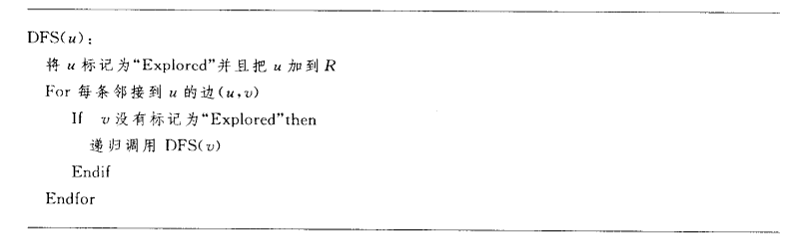 DFS(u):
将 u 标记为“Explored”并且把 u 加到 R
For 每条邻接到 u 的边(u,v)
If v 没有标记为“Explored”then
递归调用 DFS(v)
Endif
Endfor